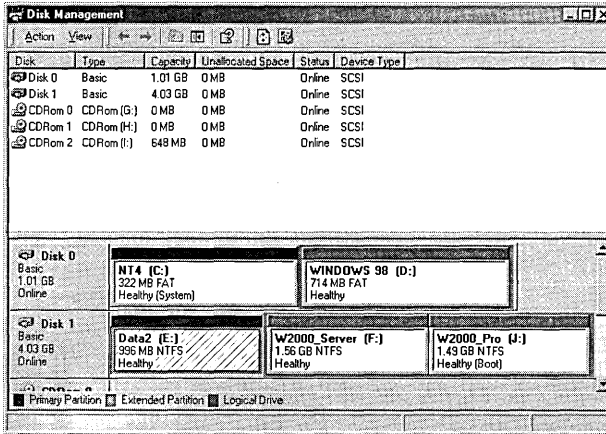 Disk Management
Action View
Disk Type Capacity Unallocated Space Status Device Type
Disk 0 Basic 1.01 GB 0 MB Online SCSI
Disk 1 Basic 4.03 GB 0 MB Online SCSI
CDRom 0 CDRom (G:) 0 MB 0 MB Online SCSI
CDRom 1 CDRom (H:) 0 MB 0 MB Online SCSI
CDRom 2 CDRom (I:) 648 MB 0 MB Online SCSI
Disk 0
Basic
1.01 GB
Online
NT4 (C:)
322 MB FAT
Healthy (System)
WINDOWS 98 (D:)
714 MB FAT
Healthy
Disk 1
Basic
4.03 GB
Online
Data2 (E:)
996 MB NTFS
Healthy
W2000_Server (F:)
1.56 GB NTFS
Healthy
W2000_Pro (J:)
1.49 GB NTFS
Healthy (Boot)
Primary Partition Extended Partition Logical Drive